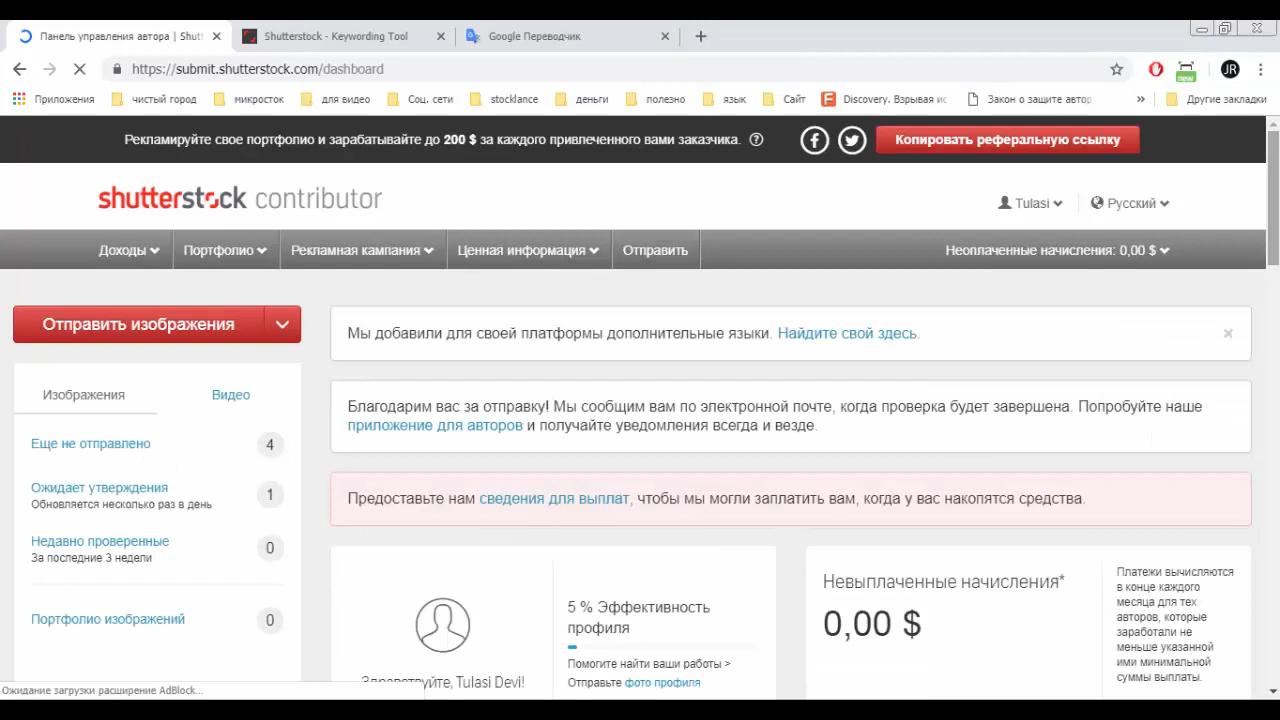 Панель управления автора | Shutt
Shutterstock - Keywording Tool
Google Переводчик
https://submit.shutterstock.com/dashboard
new
JR
Приложения
чистый город
микросток
для видео
Соц. сети
stocklance
деньги
полезно
язык
Сайт
Discovery. Взрывая ис
Закон о защите автор
»
Другие закладки
Рекламируйте свое портфолио и зарабатывайте до 200 $ за каждого привлеченного вами заказчика.
Копировать реферальную ссылку
shutterstock contributor
Tulasi
Русский
Доходы
Портфолио
Рекламная кампания
Ценная информация
Отправить
Неоплаченные начисления: 0,00 $
Отправить изображения
Изображения
Видео
Еще не отправлено
4
Ожидает утверждения
Обновляется несколько раз в день
1
Недавно проверенные
За последние 3 недели
0
Портфолио изображений
0
Мы добавили для своей платформы дополнительные языки. Найдите свой здесь.
Благодарим вас за отправку! Мы сообщим вам по электронной почте, когда проверка будет завершена. Попробуйте наше
приложение для авторов и получайте уведомления всегда и везде.
Предоставьте нам сведения для выплат, чтобы мы могли заплатить вам, когда у вас накопятся средства.
Здравствуйте, Tulasi Devi!
5 % Эффективность
профиля
Помогите найти ваши работы >
Отправьте фото профиля
Невыплаченные начисления*
0,00 $
Платежи вычисляются
в конце каждого
месяца для тех
авторов, которые
заработали не
меньше указанной
ими минимальной
суммы выплаты.
Ожидание загрузки расширение AdBlock...